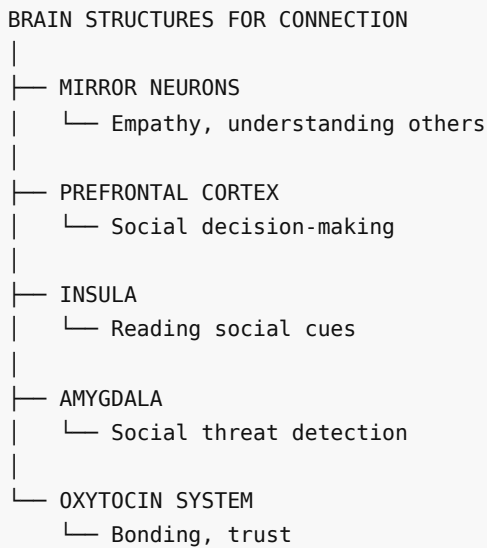 BRAIN STRUCTURES FOR CONNECTION
│
├── MIRROR NEURONS
│   └── Empathy, understanding others
│
├── PREFRONTAL CORTEX
│   └── Social decision-making
│
├── INSULA
│   └── Reading social cues
│
├── AMYGDALA
│   └── Social threat detection
│
└── OXYTOCIN SYSTEM
    └── Bonding, trust